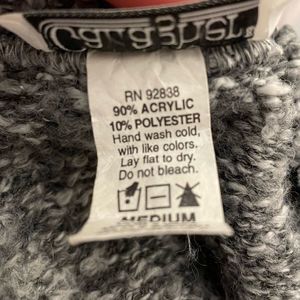 RN 92838
90% ACRYLIC
10% POLYESTER
Hand wash cold,
with like colors.
Lay flat to dry.
Do not bleach.
MEDIUM